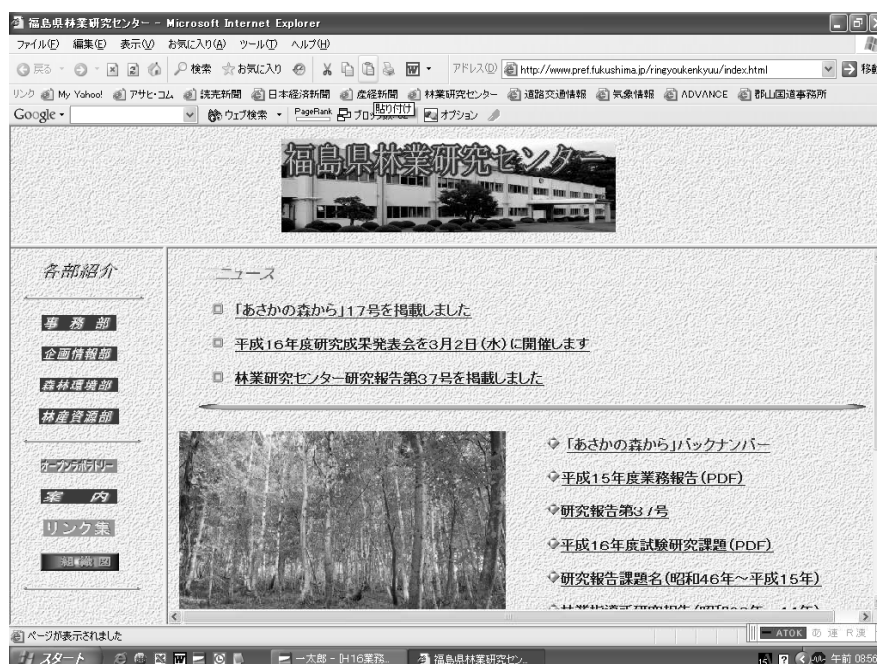 福島県林業研究センター - Microsoft Internet Explorer
ファイル(F) 編集(E) 表示(V) お気に入り(A) ツール(T) ヘルプ(H)
戻る 検索 お気に入り アドレス(D) http://www.pref.fukushima.jp/ringyoukenkyuu/index.html 移動
リンク My Yahoo! アサヒ・コム 読売新聞 日本経済新聞 産経新聞 林業研究センター 道路交通情報 気象情報 ADVANCE 郡山国道事務所
Google ウェブ検索 PageRank 貼り付け オプション
福島県林業研究センター
各部紹介
事務部
企画情報部
森林環境部
林産資源部
オープンラボラトリー
案内
リンク集
組織図
ニュース
「あさかの森から」17号を掲載しました
平成16年度研究成果発表会を3月2日(水)に開催します
林業研究センター研究報告第37号を掲載しました
「あさかの森から」バックナンバー
平成15年度業務報告(PDF)
研究報告第37号
平成16年度試験研究課題(PDF)
研究報告課題名(昭和46年～平成15年)
ページが表示されました
ATOK あ 連 R漢
スタート 一太郎 - [H16業務... 福島県林業研究セン... 午前 08:56